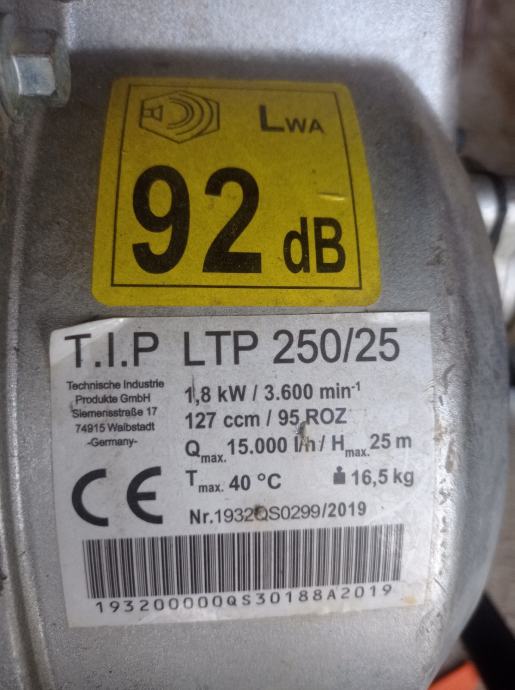 LWA
92 dB
T.I.P LTP 250/25
Technische Industrie
Produkte GmbH
Siemensstraße 17
74915 Waibstadt
-Germany-
1,8 kW / 3.600 min-1
127 ccm / 95 ROZ
Qmax. 15.000 l/h / Hmax. 25 m
Tmax. 40 °C 16,5 kg
CE
Nr.1932QS0299/2019
193200000QS30188A2019